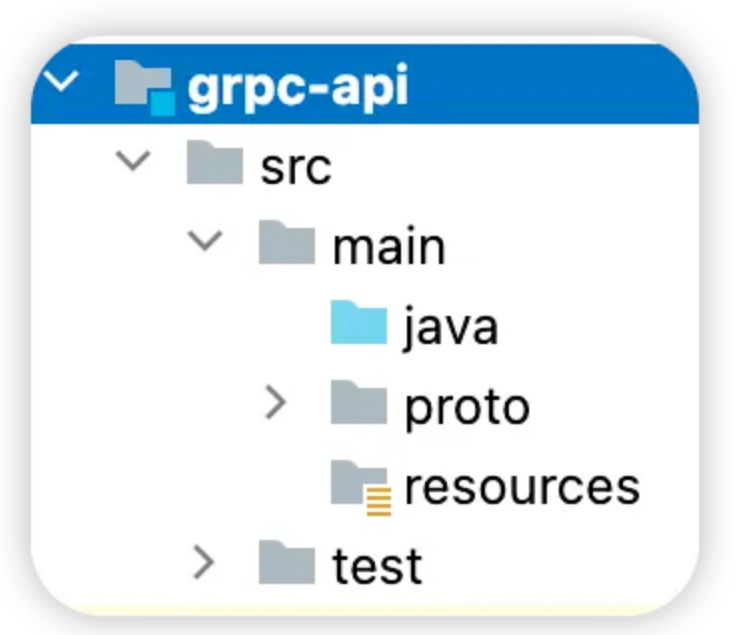 grpc-api
src
main
java
proto
resources
test